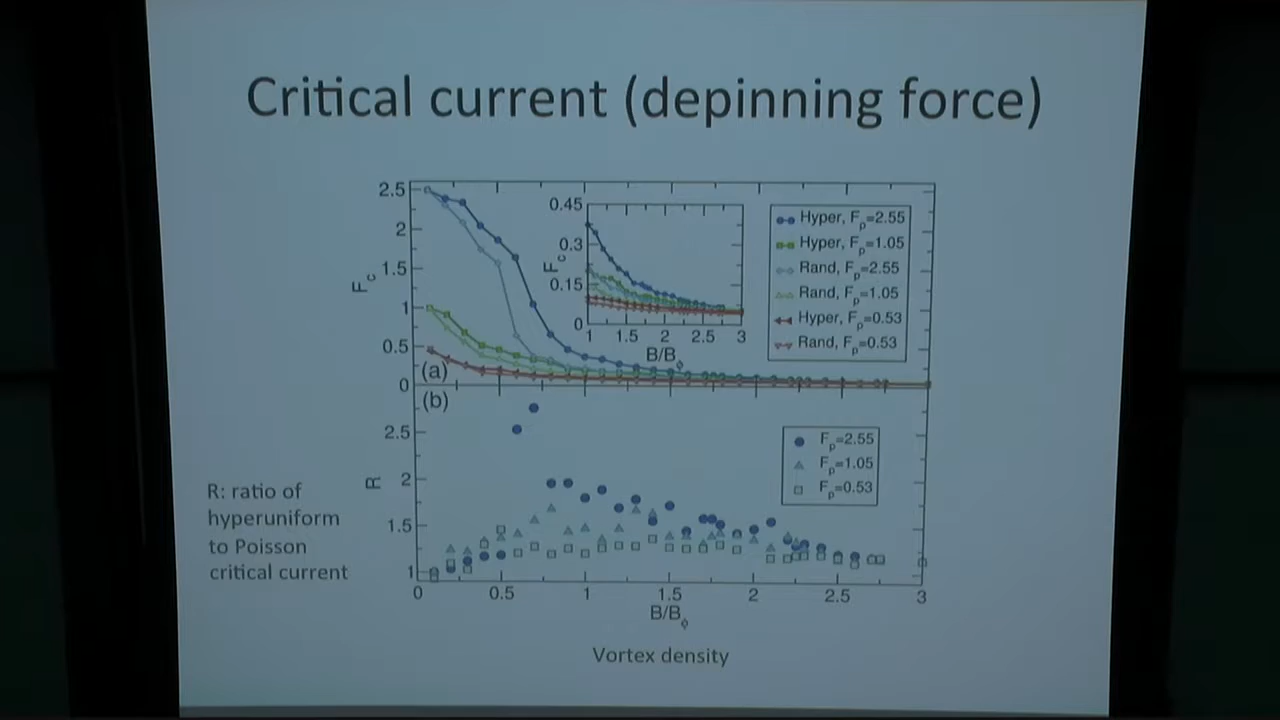 Critical current (depinning force)
2.5
2
1.5
1
0.5
0
F_c
(a)
0.45
0.3
0.15
0
F_c
1
1.5
2
2.5
3
B/B_ϕ
Hyper, F_p=2.55
Hyper, F_p=1.05
Rand, F_p=2.55
Rand, F_p=1.05
Hyper, F_p=0.53
Rand, F_p=0.53
(b)
2.5
2
1.5
1
R
F_p=2.55
F_p=1.05
F_p=0.53
0
0.5
1
1.5
2
2.5
3
B/B_ϕ
R: ratio of
hyperuniform
to Poisson
critical current
Vortex density